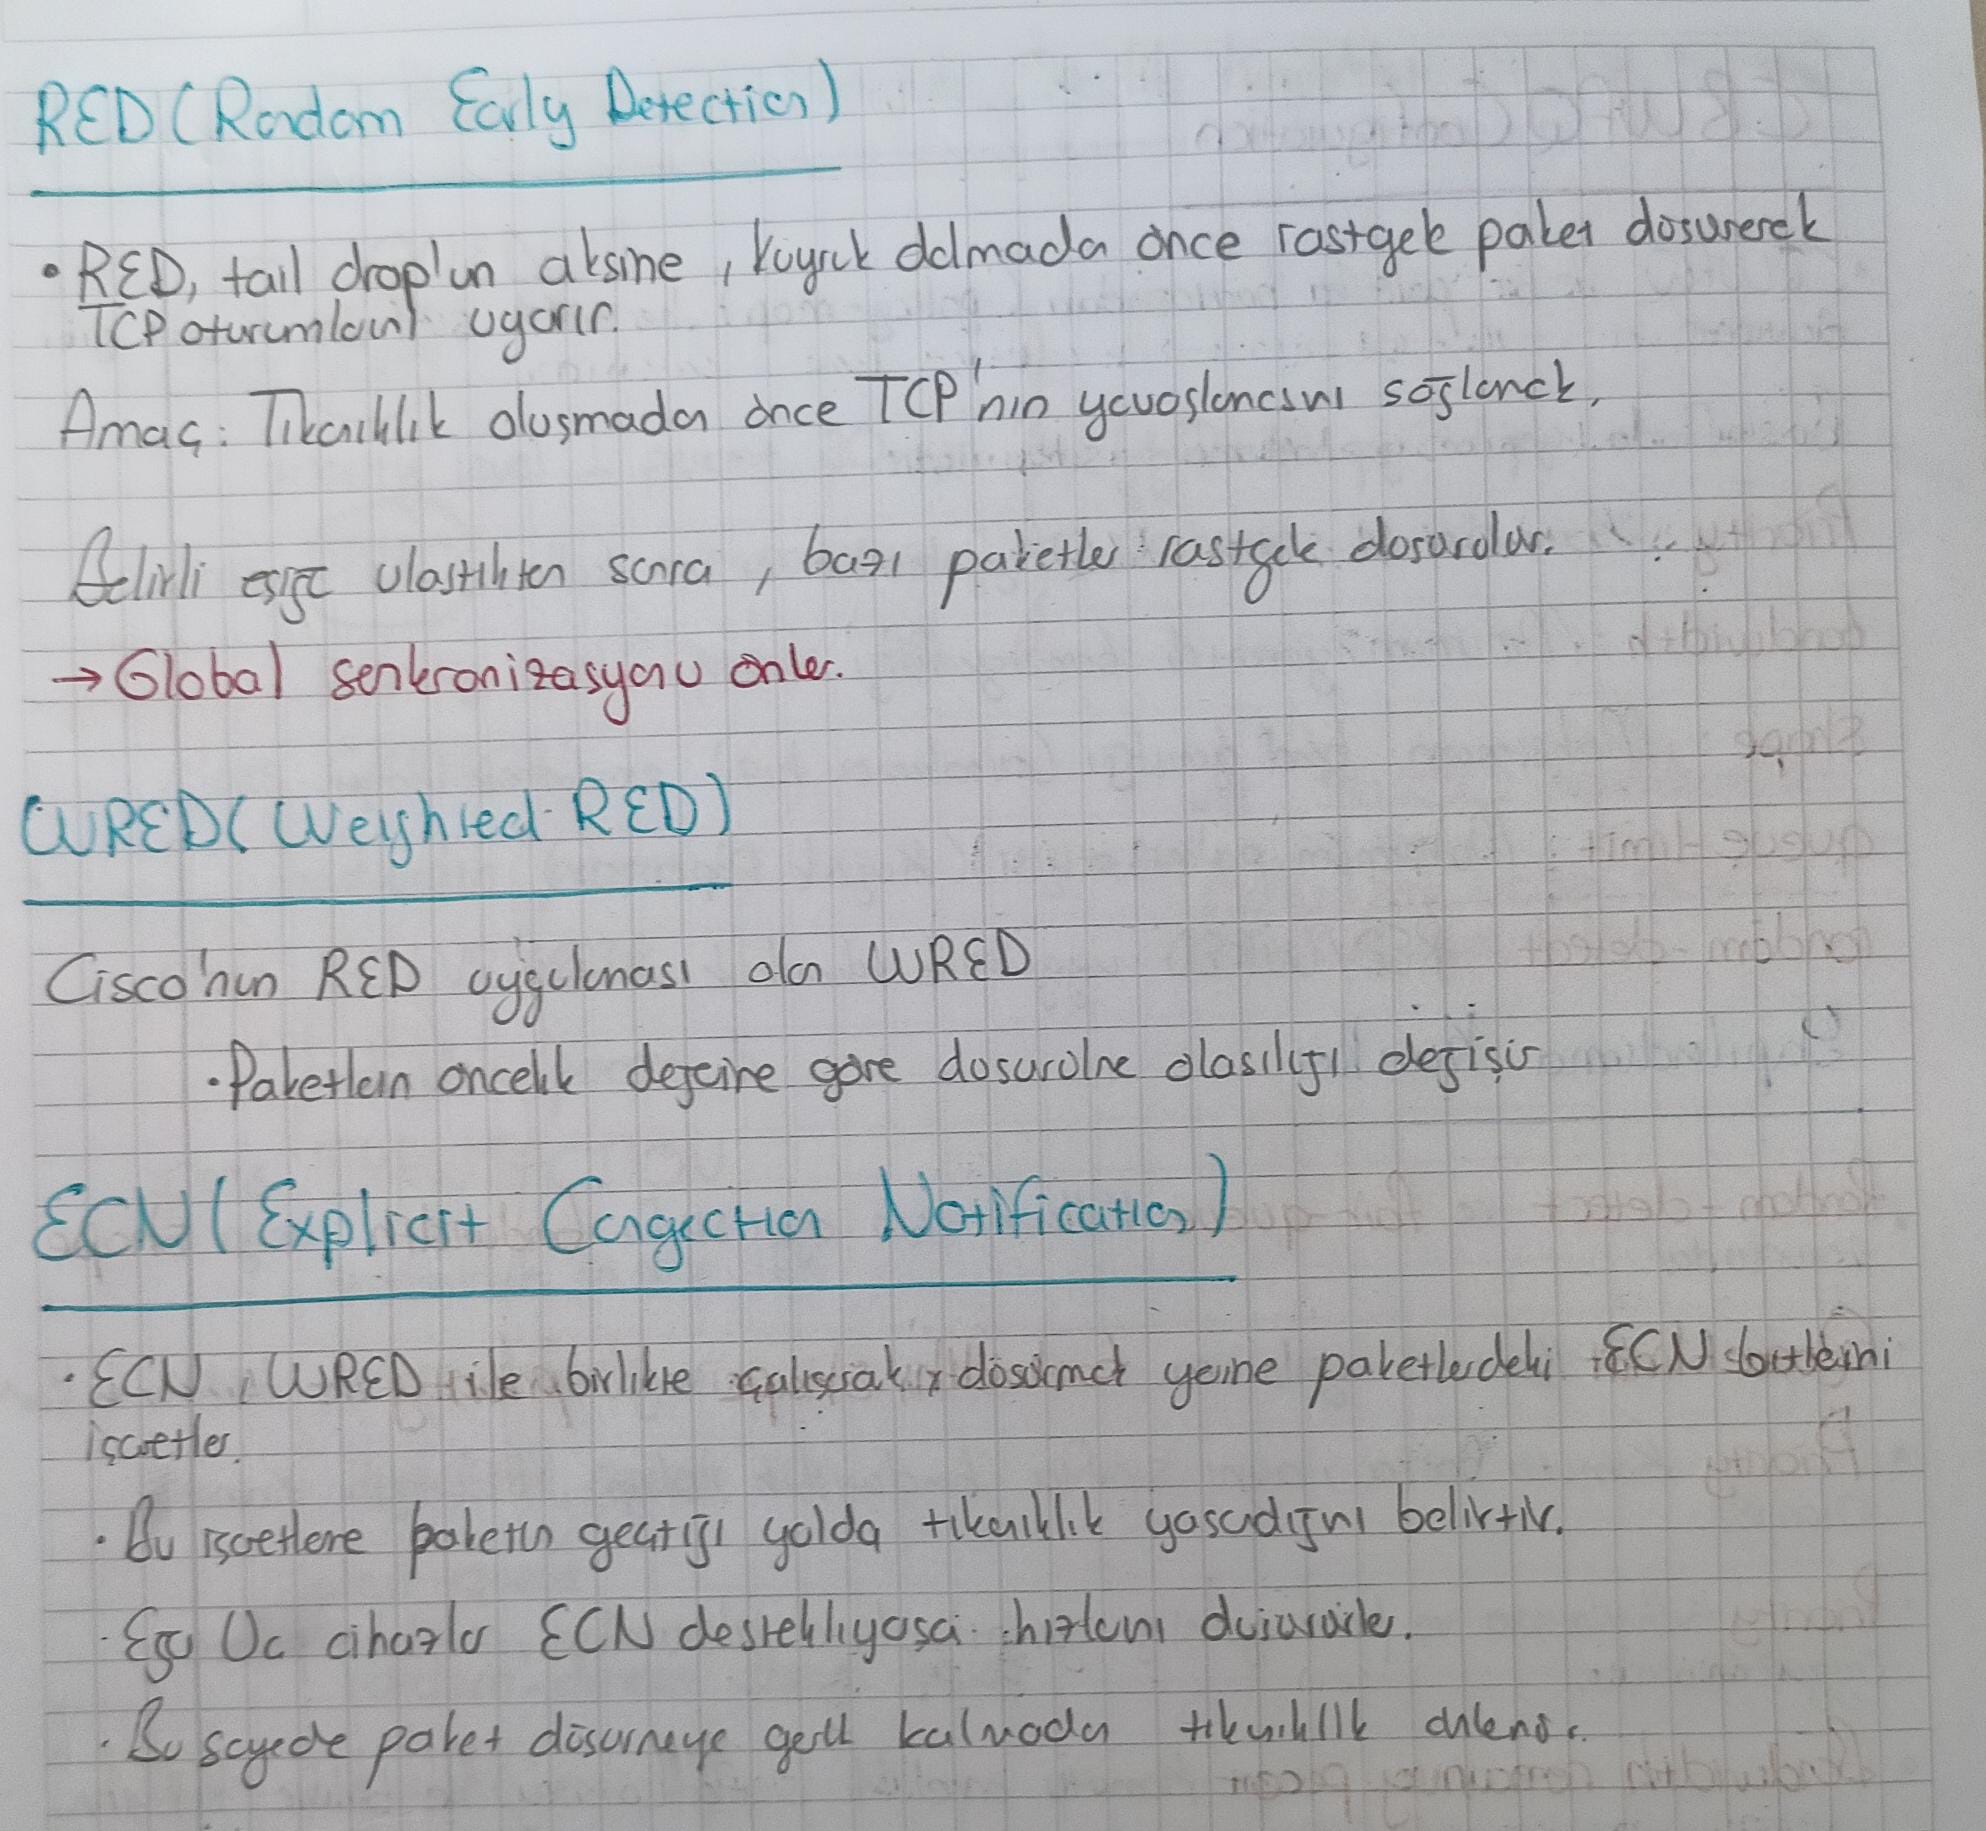 RED (Random Early Detection)
• RED, tail drop'un aksine, kuyruk dolmadan önce rastgele paket düşürerek
TCP oturumlarını uyarır.
Amaç: Tıkanıklık oluşmadan önce TCP'nin yavaşlamasını sağlamak.
Belirli eşiğe ulaştıktan sonra, bazı paketler rastgele düşürülür.
→ Global senkronizasyonu önler.
WRED (Weighted RED)
Cisco'nun RED uygulaması olan WRED
• Paketlerin öncelik değerine göre düşürülme olasılığı değişir
ECN (Explicit Congection Notification)
• ECN, WRED ile birlikte çalışarak, düşürmek yerine paketlerdeki ECN bitlerini
işaretler.
• Bu işaretleme paketin geçtiği yolda tıkanıklık yaşandığını belirtir.
• Eğer Uc cihazlar ECN destekliyorsa hızlarını düşürürler.
• Bu sayede paket düşürmeye gerek kalmadan tıkanıklık önlenir.